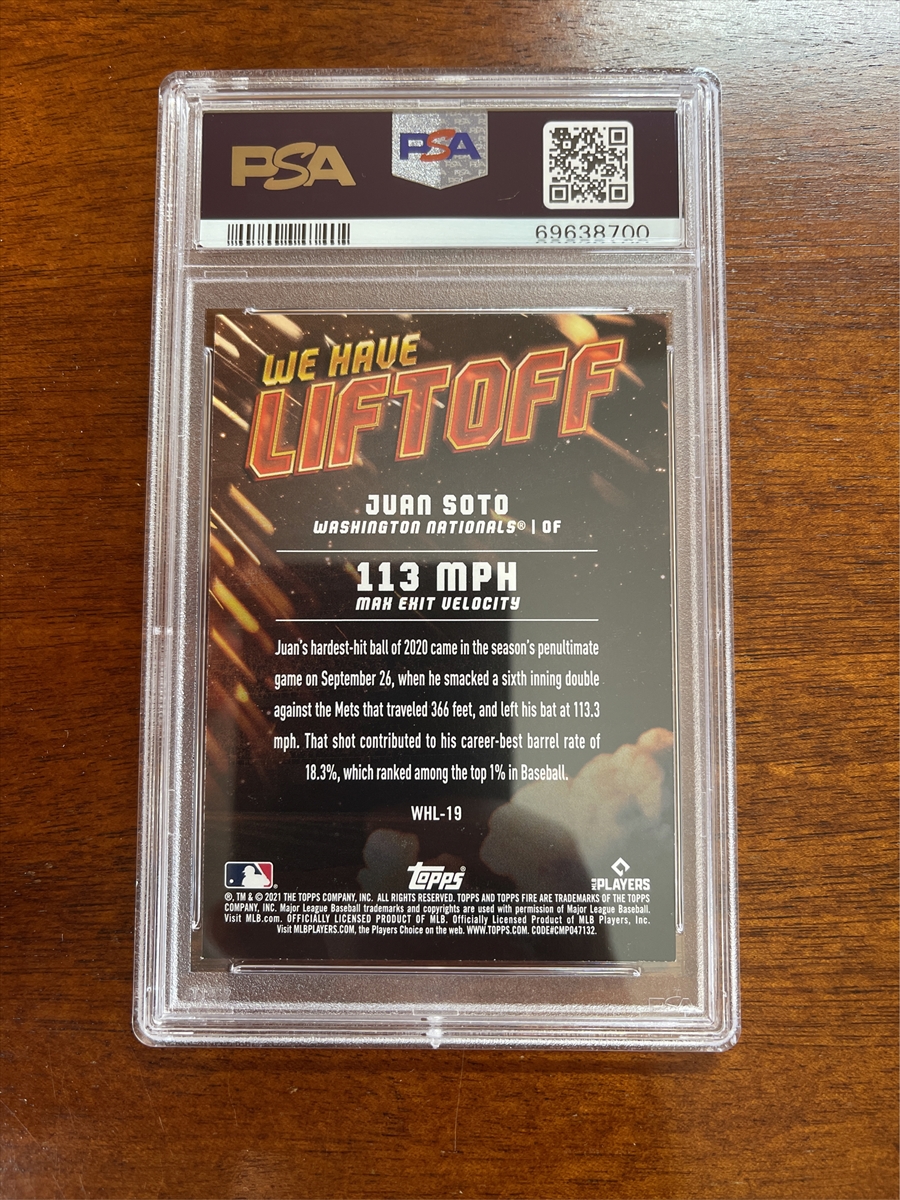 PSA
PSA
69638700
WE HAVE
LIFTOFF
JUAN SOTO
WASHINGTON NATIONALS® | OF
113 MPH
MAX EXIT VELOCITY
Juan's hardest-hit ball of 2020 came in the season's penultimate
game on September 26, when he smacked a sixth inning double
against the Mets that traveled 366 feet, and left his bat at 113.3
mph. That shot contributed to his career-best barrel rate of
18.3%, which ranked among the top 1% in Baseball.
WHL-19
topps®
MLB PLAYERS
®, TM & © 2021 THE TOPPS COMPANY, INC. ALL RIGHTS RESERVED. TOPPS AND TOPPS FIRE ARE TRADEMARKS OF THE TOPPS
COMPANY, INC. Major League Baseball trademarks and copyrights are used with permission of Major League Baseball.
Visit MLB.com. OFFICIALLY LICENSED PRODUCT OF MLB. Officially Licensed Product of MLB Players, Inc.
Visit MLBPLAYERS.COM, the Players Choice on the web. WWW.TOPPS.COM. CODE#CMP047132.
PSA